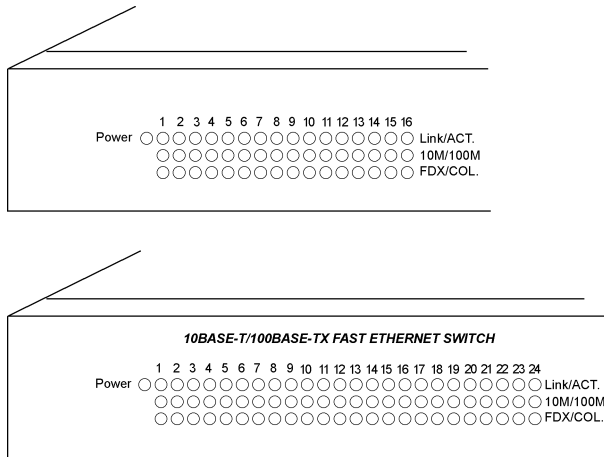 1 2 3 4 5 6 7 8 9 10 11 12 13 14 15 16
Power Link/ACT.
10M/100M
FDX/COL.
10BASE-T/100BASE-TX FAST ETHERNET SWITCH
1 2 3 4 5 6 7 8 9 10 11 12 13 14 15 16 17 18 19 20 21 22 23 24
Power Link/ACT.
10M/100M
FDX/COL.